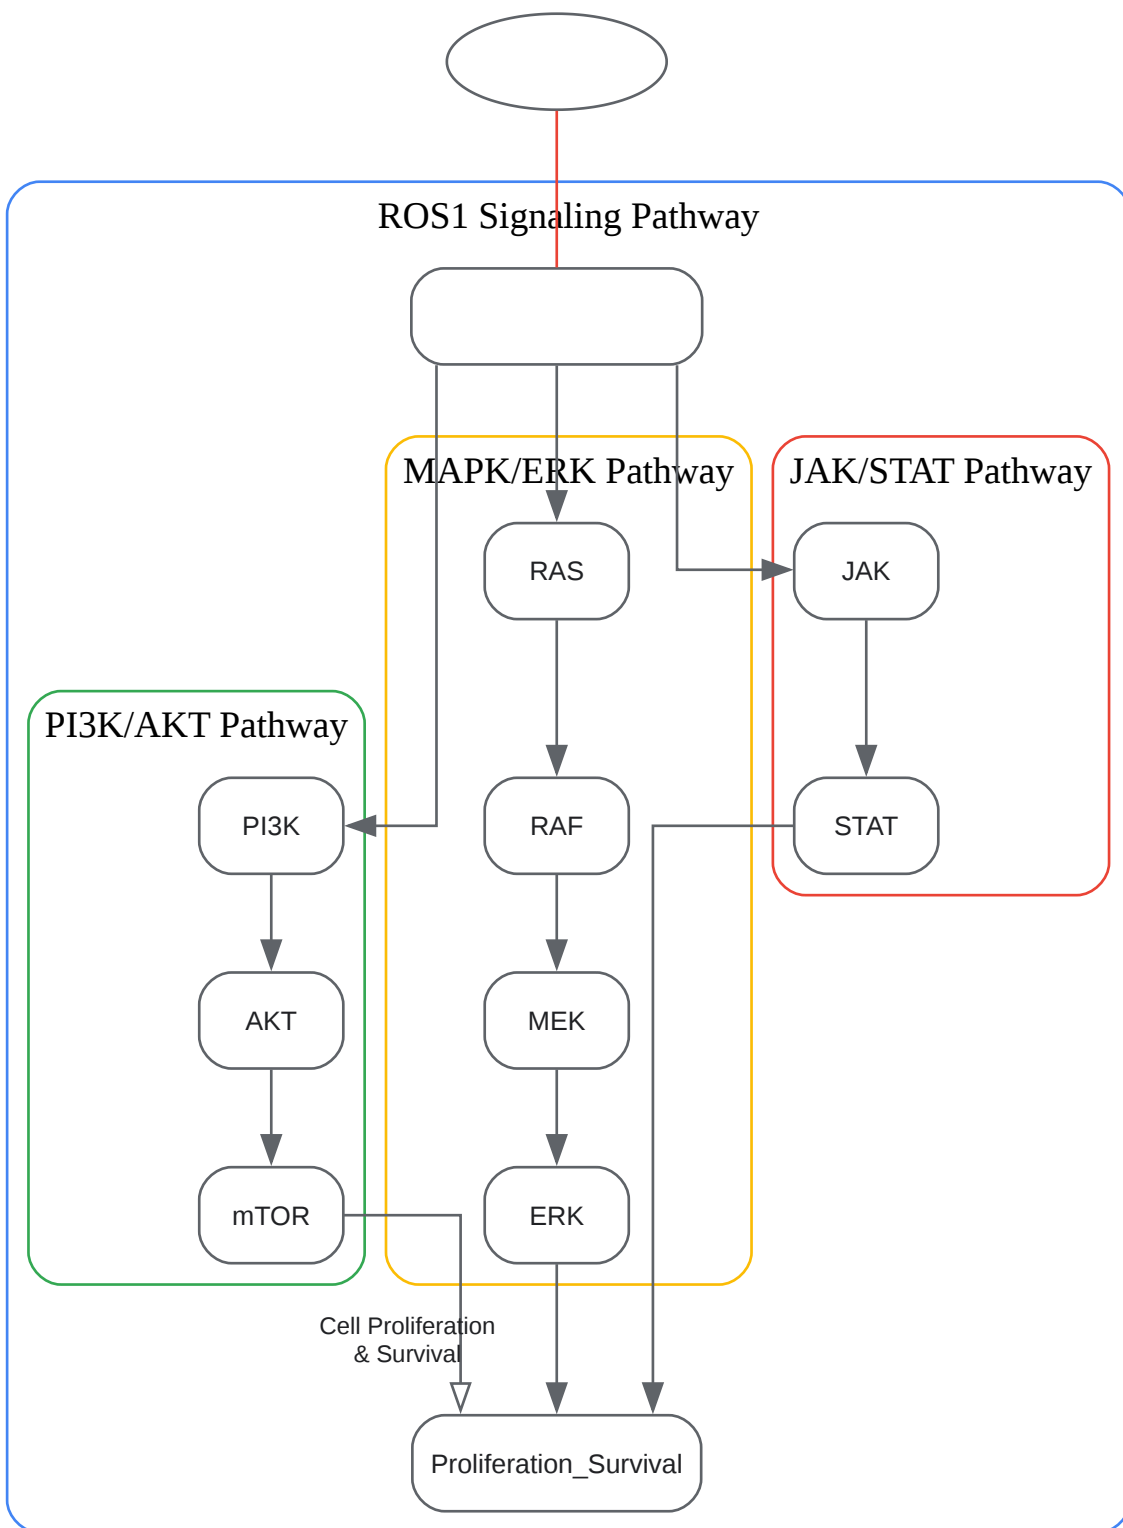 ROS1 Signaling Pathway
MAPK/ERK Pathway
JAK/STAT Pathway
RAS
JAK
PI3K/AKT Pathway
PI3K
RAF
STAT
AKT
MEK
mTOR
ERK
Cell Proliferation
& Survival
Proliferation_Survival